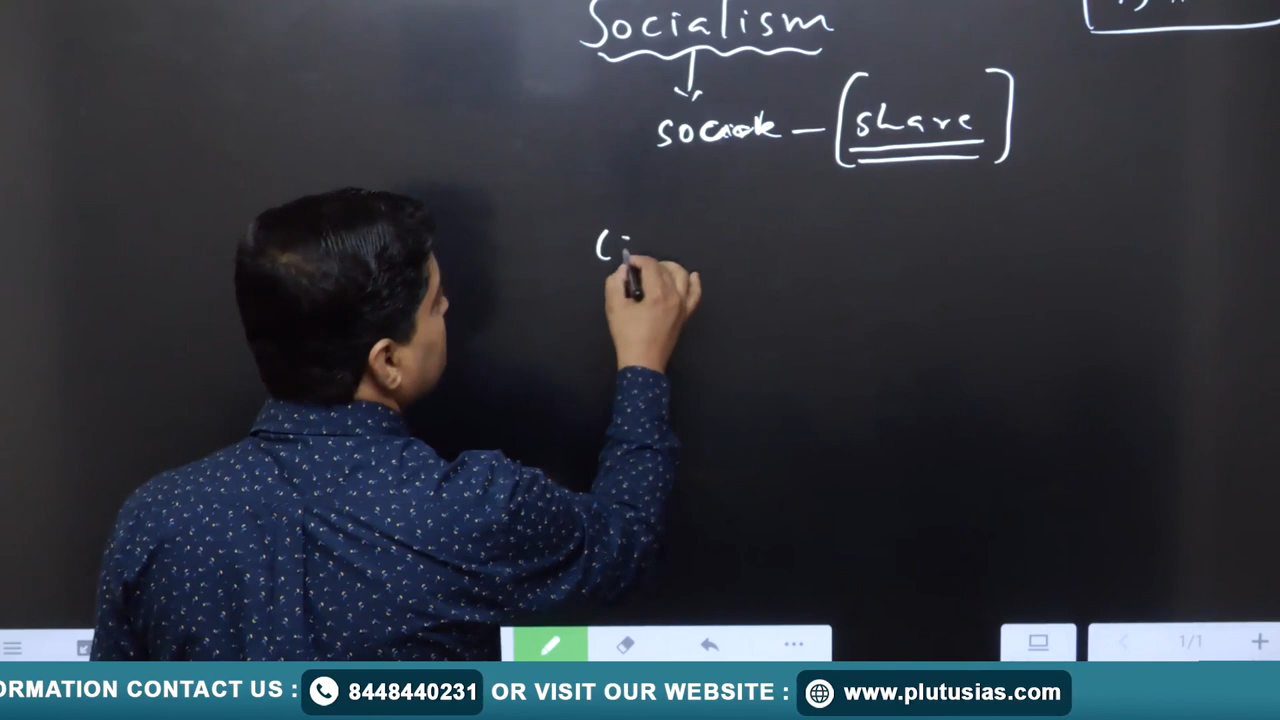 Socialism
share
(i
1/1
ORMATION CONTACT US : 8448440231 OR VISIT OUR WEBSITE : www.plutusias.com